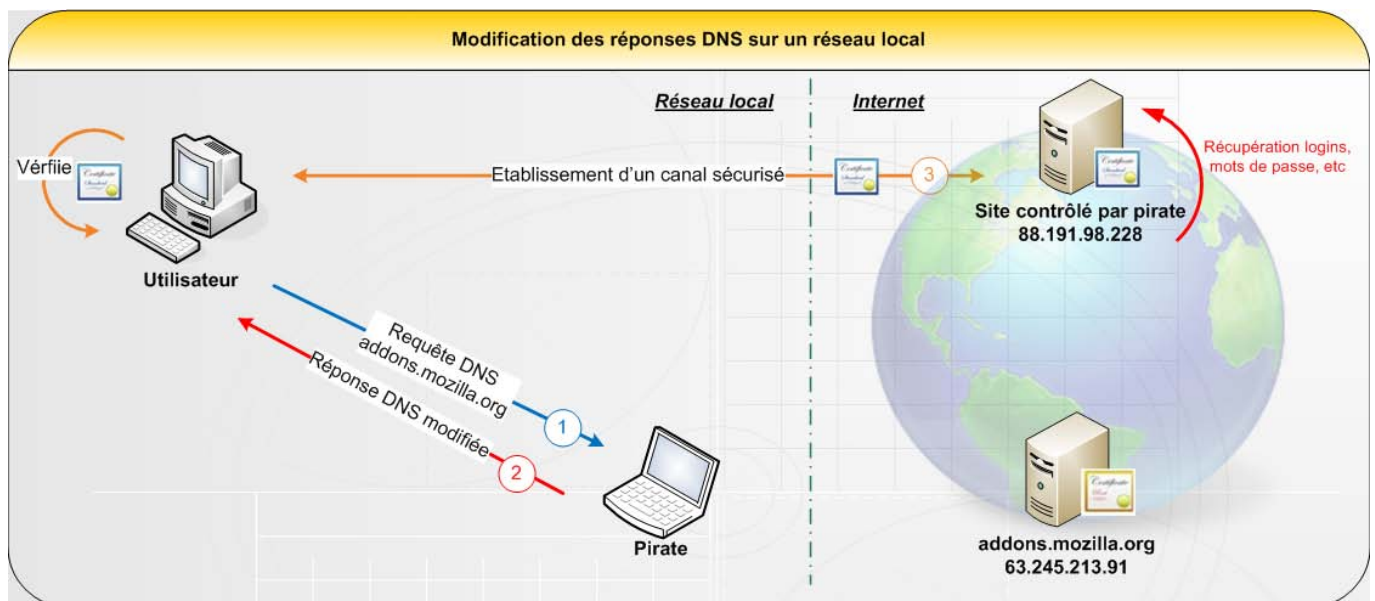 Modification des réponses DNS sur un réseau local
Réseau local
Internet
Vérfiie
Etablissement d'un canal sécurisé
3
Récupération logins,
mots de passe, etc
Site contrôlé par pirate
88.191.98.228
Utilisateur
Requête DNS
addons.mozilla.org
1
Réponse DNS modifiée
2
Pirate
addons.mozilla.org
63.245.213.91